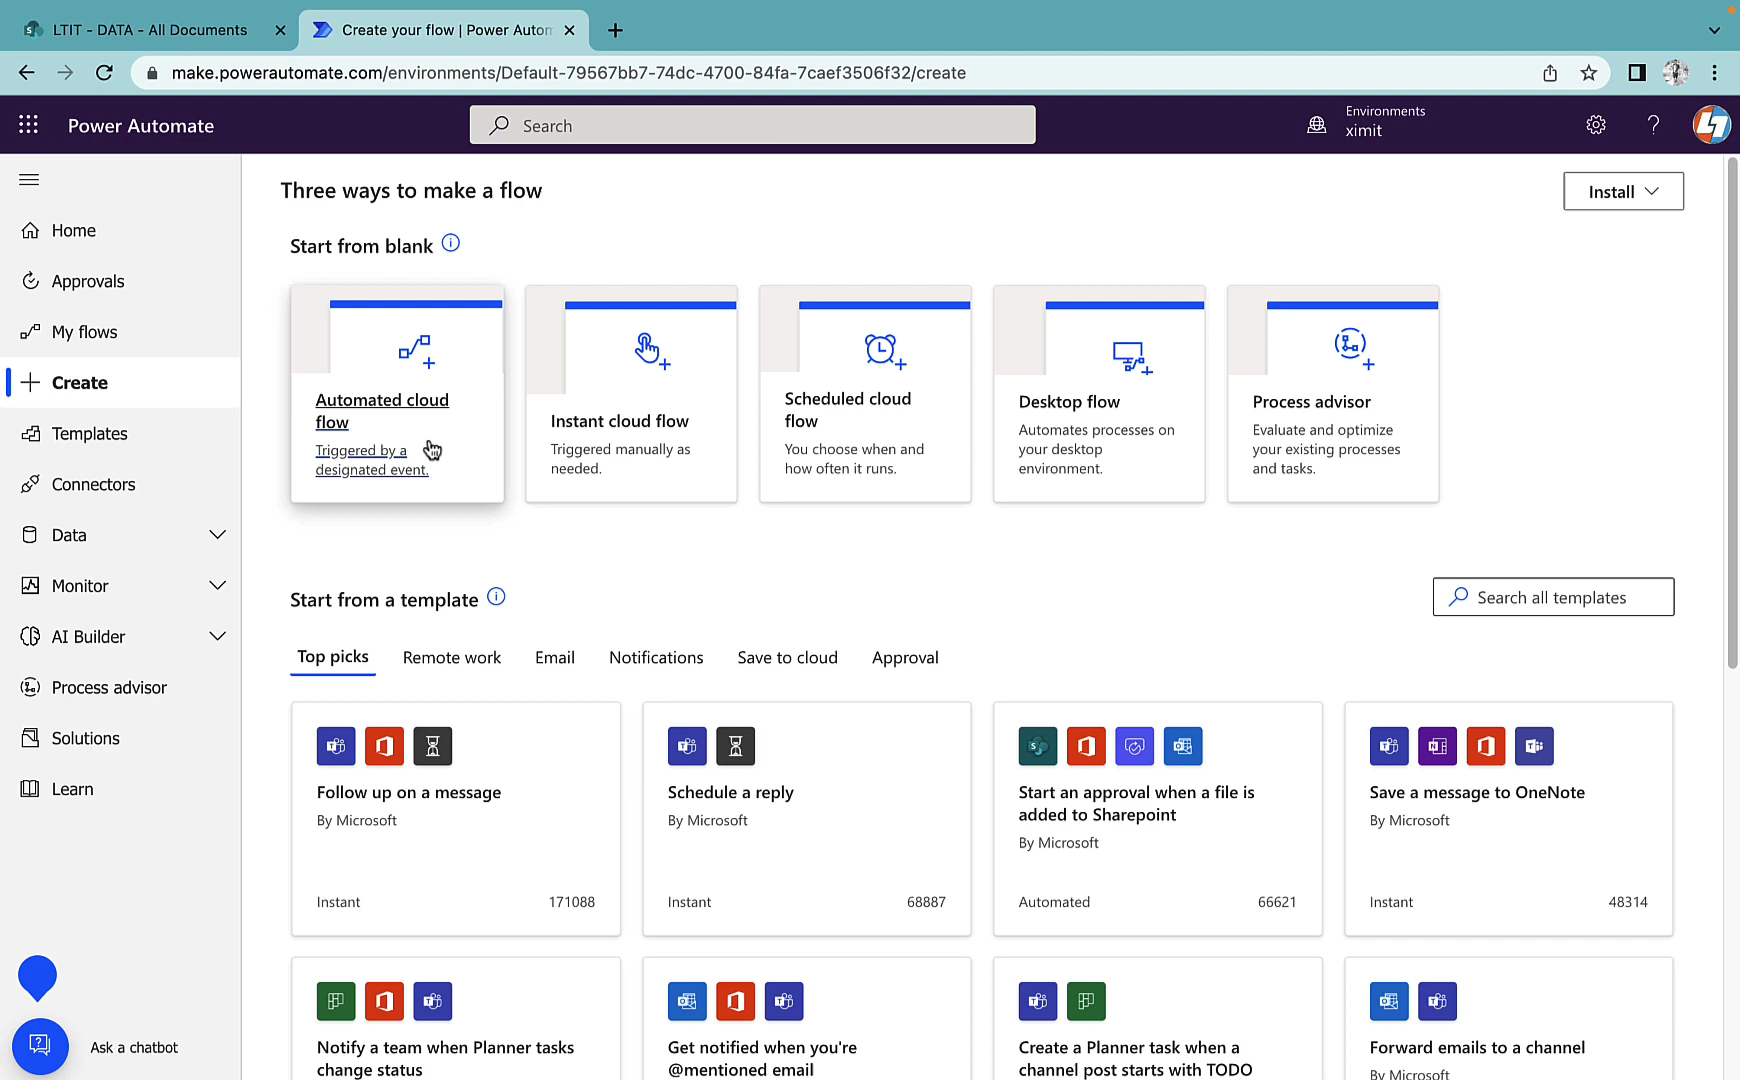 LTIT - DATA - All Documents
Create your flow | Power Autom
make.powerautomate.com/environments/Default-79567bb7-74dc-4700-84fa-7caef3506f32/create
Power Automate
Search
Environments
ximit
Home
Approvals
My flows
Create
Templates
Connectors
Data
Monitor
AI Builder
Process advisor
Solutions
Learn
Ask a chatbot
Three ways to make a flow
Install
Start from blank
Automated cloud
flow
Triggered by a
designated event.
Instant cloud flow
Triggered manually as
needed.
Scheduled cloud
flow
You choose when and
how often it runs.
Desktop flow
Automates processes on
your desktop
environment.
Process advisor
Evaluate and optimize
your existing processes
and tasks.
Start from a template
Search all templates
Top picks
Remote work
Email
Notifications
Save to cloud
Approval
Follow up on a message
By Microsoft
Instant
171088
Schedule a reply
By Microsoft
Instant
68887
Start an approval when a file is
added to Sharepoint
By Microsoft
Automated
66621
Save a message to OneNote
By Microsoft
Instant
48314
Notify a team when Planner tasks
change status
Get notified when you're
@mentioned email
Create a Planner task when a
channel post starts with TODO
Forward emails to a channel
By Microsoft